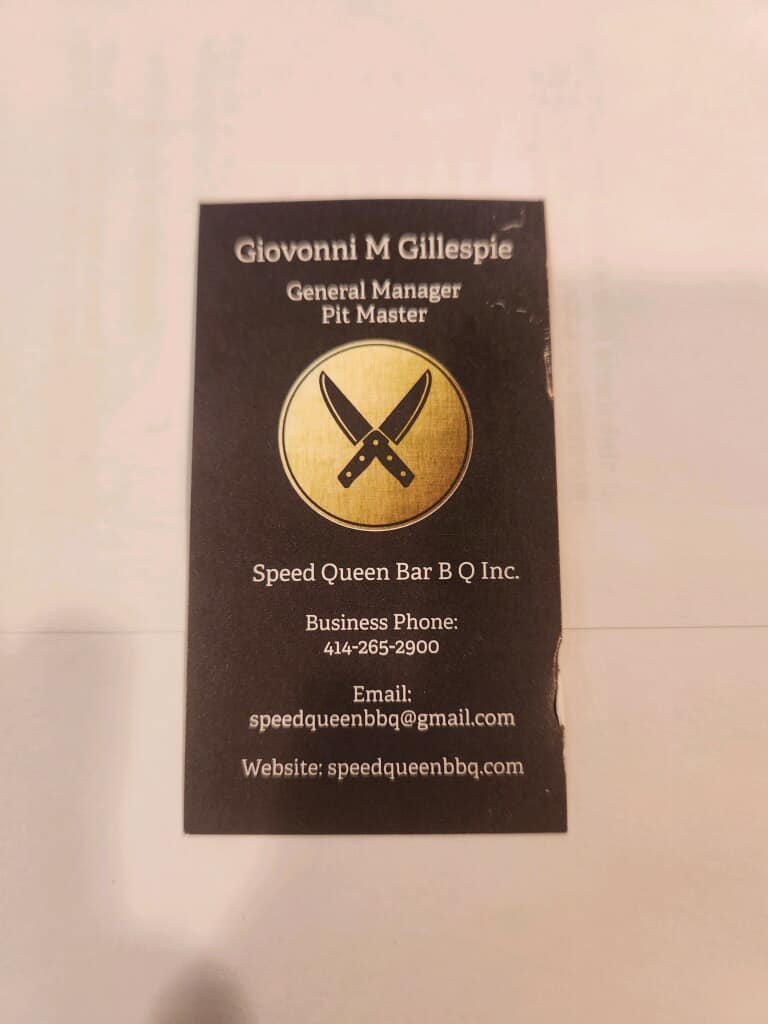 Giovonni M Gillespie
General Manager
Pit Master
Speed Queen Bar B Q Inc.
Business Phone:
414-265-2900
Email:
speedqueenbbq@gmail.com
Website: speedqueenbbq.com